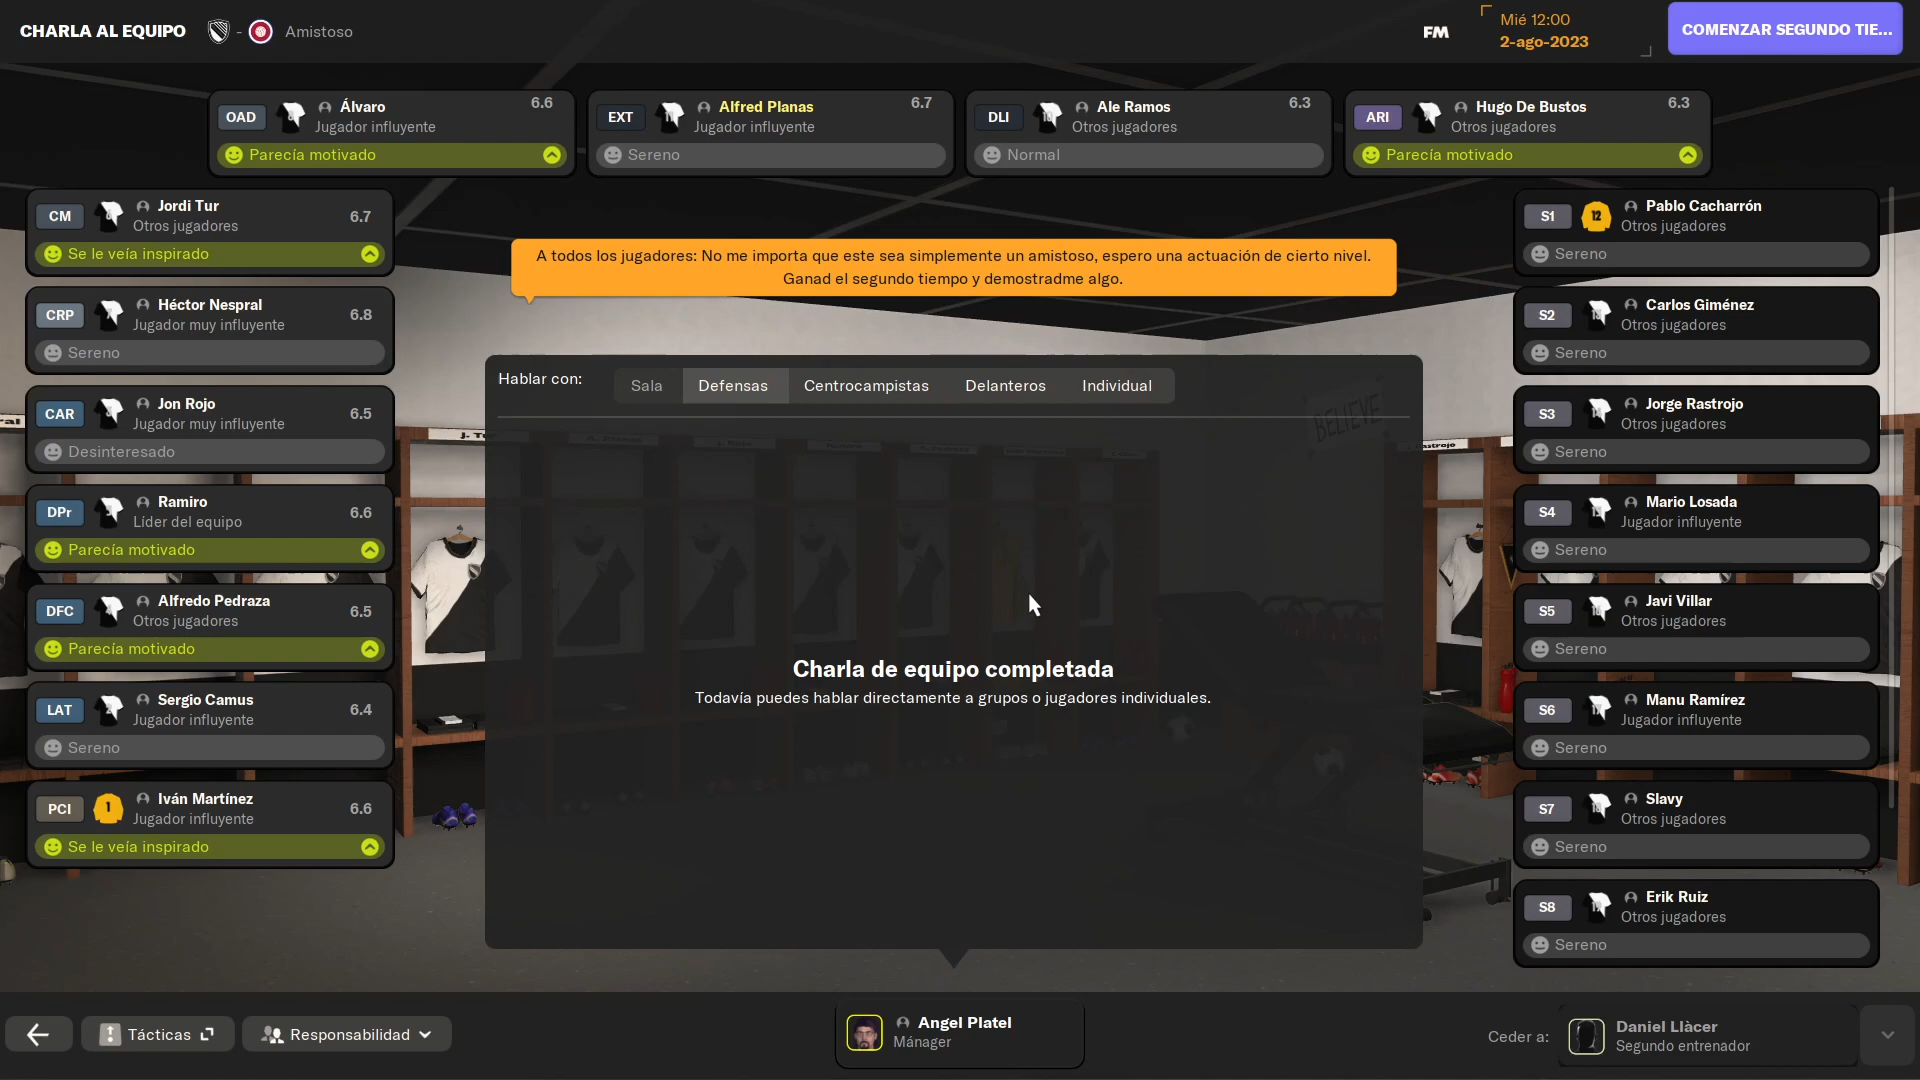 CHARLA AL EQUIPO
-
Amistoso
FM
Mié 12:00
2-ago-2023
COMENZAR SEGUNDO TIE...
OAD
Álvaro
Jugador influyente
6.6
Parecía motivado
EXT
Alfred Planas
Jugador influyente
6.7
Sereno
DLI
Ale Ramos
Otros jugadores
6.3
Normal
ARI
Hugo De Bustos
Otros jugadores
6.3
Parecía motivado
CM
Jordi Tur
Otros jugadores
6.7
Se le veía inspirado
CRP
Héctor Nespral
Jugador muy influyente
6.8
Sereno
CAR
Jon Rojo
Jugador muy influyente
6.5
Desinteresado
DPr
Ramiro
Líder del equipo
6.6
Parecía motivado
DFC
Alfredo Pedraza
Otros jugadores
6.5
Parecía motivado
LAT
Sergio Camus
Jugador influyente
6.4
Sereno
PCI
1
Iván Martínez
Jugador influyente
6.6
Se le veía inspirado
A todos los jugadores: No me importa que este sea simplemente un amistoso, espero una actuación de cierto nivel.
Ganad el segundo tiempo y demostradme algo.
Hablar con:
Sala
Defensas
Centrocampistas
Delanteros
Individual
BELIEVE
Charla de equipo completada
Todavía puedes hablar directamente a grupos o jugadores individuales.
S1
12
Pablo Cacharrón
Otros jugadores
Sereno
S2
Carlos Giménez
Otros jugadores
Sereno
S3
Jorge Rastrojo
Otros jugadores
Sereno
S4
Mario Losada
Jugador influyente
Sereno
S5
Javi Villar
Otros jugadores
Sereno
S6
Manu Ramírez
Jugador influyente
Sereno
S7
Slavy
Otros jugadores
Sereno
S8
Erik Ruiz
Otros jugadores
Sereno
Tácticas
Responsabilidad
Angel Platel
Mánager
Ceder a:
Daniel Llàcer
Segundo entrenador